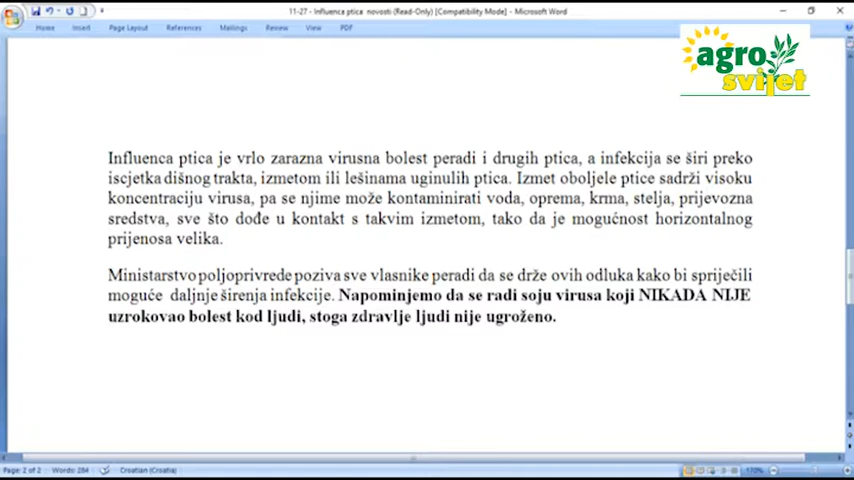 11-27 - Influenca ptica novosti (Read-Only) [Compatibility Mode] - Microsoft Word
Home Insert Page Layout References Mailings Review View PDF
agro
svijet
Influenca ptica je vrlo zarazna virusna bolest peradi i drugih ptica, a infekcija se širi preko
iscjetka dišnog trakta, izmetom ili lešinama uginulih ptica. Izmet oboljele ptice sadrži visoku
koncentraciju virusa, pa se njime može kontaminirati voda, oprema, krma, stelja, prijevozna
sredstva, sve što dođe u kontakt s takvim izmetom, tako da je mogućnost horizontalnog
prijenosa velika.
Ministarstvo poljoprivrede poziva sve vlasnike peradi da se drže ovih odluka kako bi spriječili
moguće daljnje širenja infekcije. Napominjemo da se radi soju virusa koji NIKADA NIJE
uzrokovao bolest kod ljudi, stoga zdravlje ljudi nije ugroženo.
Page: 2 of 2 Words: 284 Croatian (Croatia) 170%